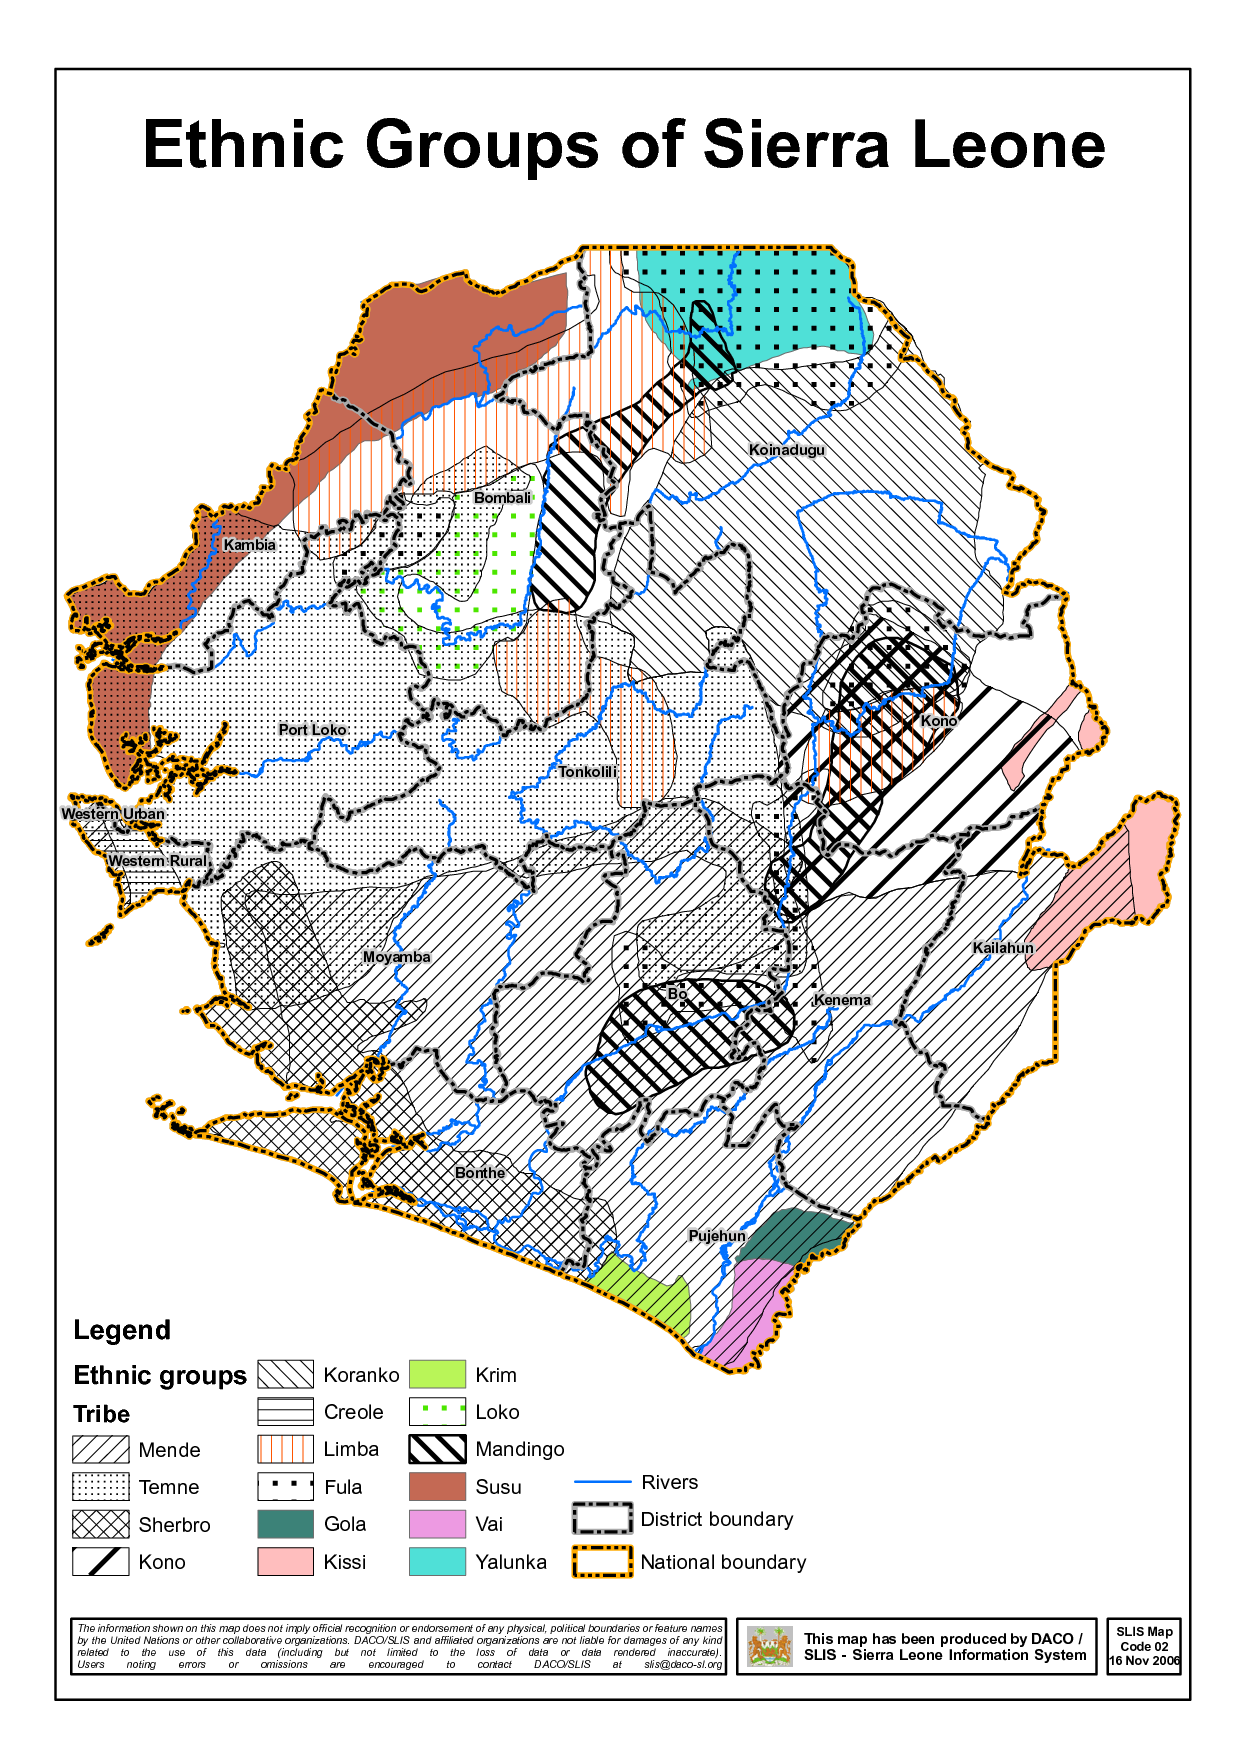 Ethnic Groups of Sierra Leone
Koinadugu
Bombali
Kambia
Kono
Port Loko
Tonkolili
Western Urban
Western Rural
Kailahun
Moyamba
Bo
Kenema
Bonthe
Pujehun
Legend
Ethnic groups
Tribe
Mende
Temne
Sherbro
Kono
Koranko
Creole
Limba
Fula
Gola
Kissi
Krim
Loko
Mandingo
Susu
Vai
Yalunka
Rivers
District boundary
National boundary
The information shown on this map does not imply official recognition or endorsement of any physical, political boundaries or feature names
by the United Nations or other collaborative organizations. DACO/SLIS and affiliated organizations are not liable for damages of any kind
related to the use of this data (including but not limited to the loss of data or data rendered inaccurate).
Users noting errors or omissions are encouraged to contact DACO/SLIS at slis@daco-sl.org
This map has been produced by DACO /
SLIS - Sierra Leone Information System
SLIS Map
Code 02
16 Nov 2006